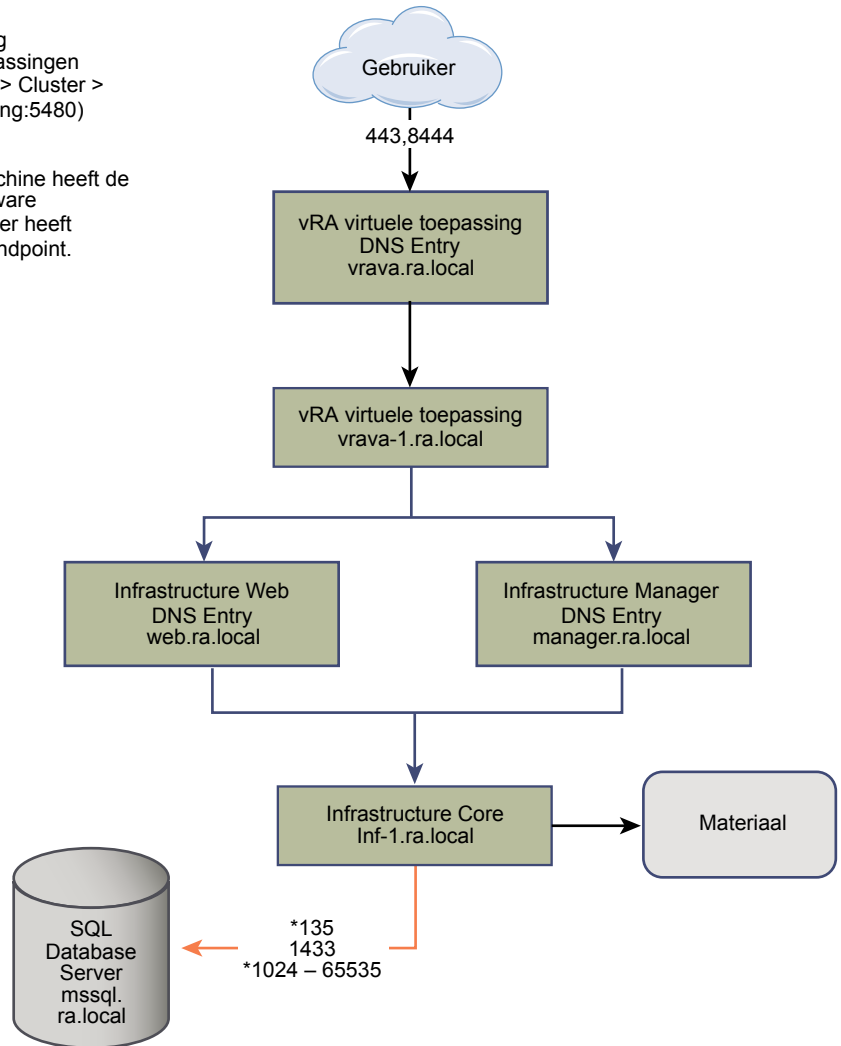 g
assingen
> Cluster >
ng:5480)
chine heeft de
ware
er heeft
ndpoint.
Gebruiker
443,8444
vRA virtuele toepassing
DNS Entry
vrava.ra.local
vRA virtuele toepassing
vrava-1.ra.local
Infrastructure Web
DNS Entry
web.ra.local
Infrastructure Manager
DNS Entry
manager.ra.local
Infrastructure Core
Inf-1.ra.local
Materiaal
SQL
Database
Server
mssql.
ra.local
*135
1433
*1024 – 65535